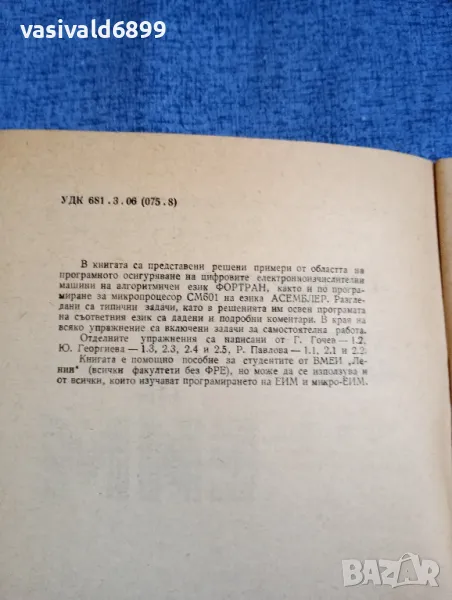 vasivald6899
УДК 681.3.06 (075.8)
В книгата са представени решени примери от областта на
програмното осигуряване на цифровите електронноизчислителни
машини на алгоритмичен език ФОРТРАН, както и по програ-
миране за микропроцесор СМ601 на езика АСЕМБЛЕР. Разгле-
дани са типични задачи, като в решенията им освен програмата
на съответния език са дадени и подробни коментари. В края на
всяко упражнение са включени задачи за самостоятелна работа.
Отделните упражнения са написани от Г. Гочев — 1.2,
Ю. Георгиева — 1.3, 2.3, 2.4 и 2.5, Р. Павлова — 1.1, 2.1 и 2.2.
Книгата е помощно пособие за студентите от ВМЕИ „Ле-
нин“ (всички факултети без ФРЕ), но може да се използува и
от всички, които изучават програмирането на ЕИМ и микро-ЕИМ.
BAZAR